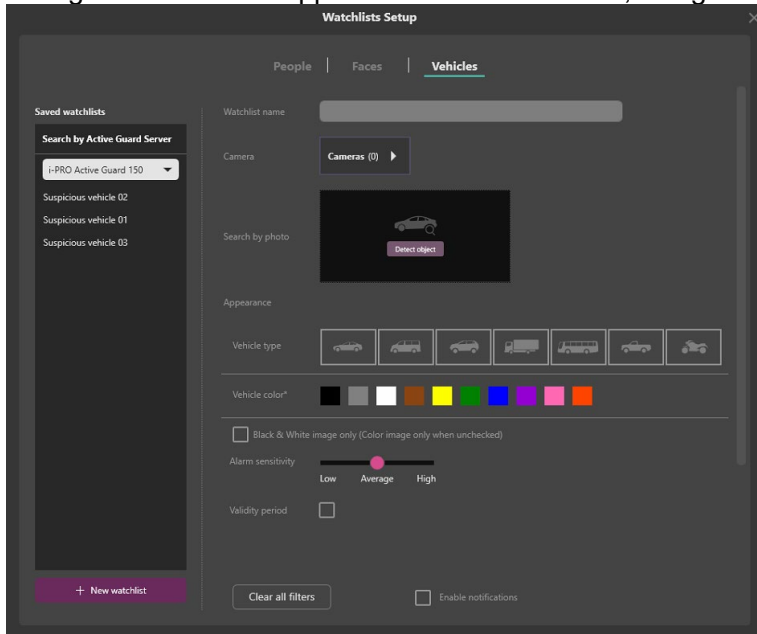 Watchlists Setup
People | Faces | Vehicles
Saved watchlists
Search by Active Guard Server
i-PRO Active Guard 150
Suspicious vehicle 02
Suspicious vehicle 01
Suspicious vehicle 03
+ New watchlist
Watchlist name
Camera
Cameras (0)
Search by photo
Detect object
Appearance
Vehicle type
Vehicle color*
Black & White image only (Color image only when unchecked)
Alarm sensitivity
Low Average High
Validity period
Clear all filters
Enable notifications